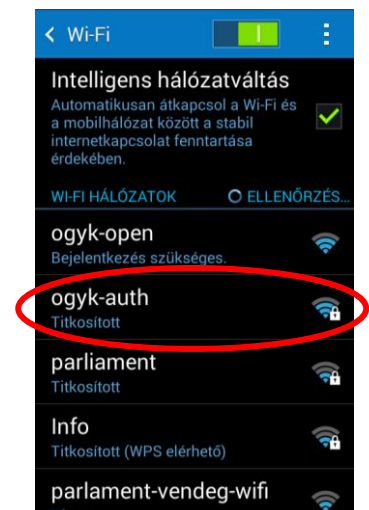 Wi-Fi
Intelligens hálózatváltás
Automatikusan átkapcsol a Wi-Fi és
a mobilhálózat között a stabil
internetkapcsolat fenntartása
érdekében.
WI-FI HÁLÓZATOK ELLENŐRZÉS...
ogyk-open
Bejelentkezés szükséges.
ogyk-auth
Titkosított
parliament
Titkosított
Info
Titkosított (WPS elérhető)
parlament-vendeg-wifi